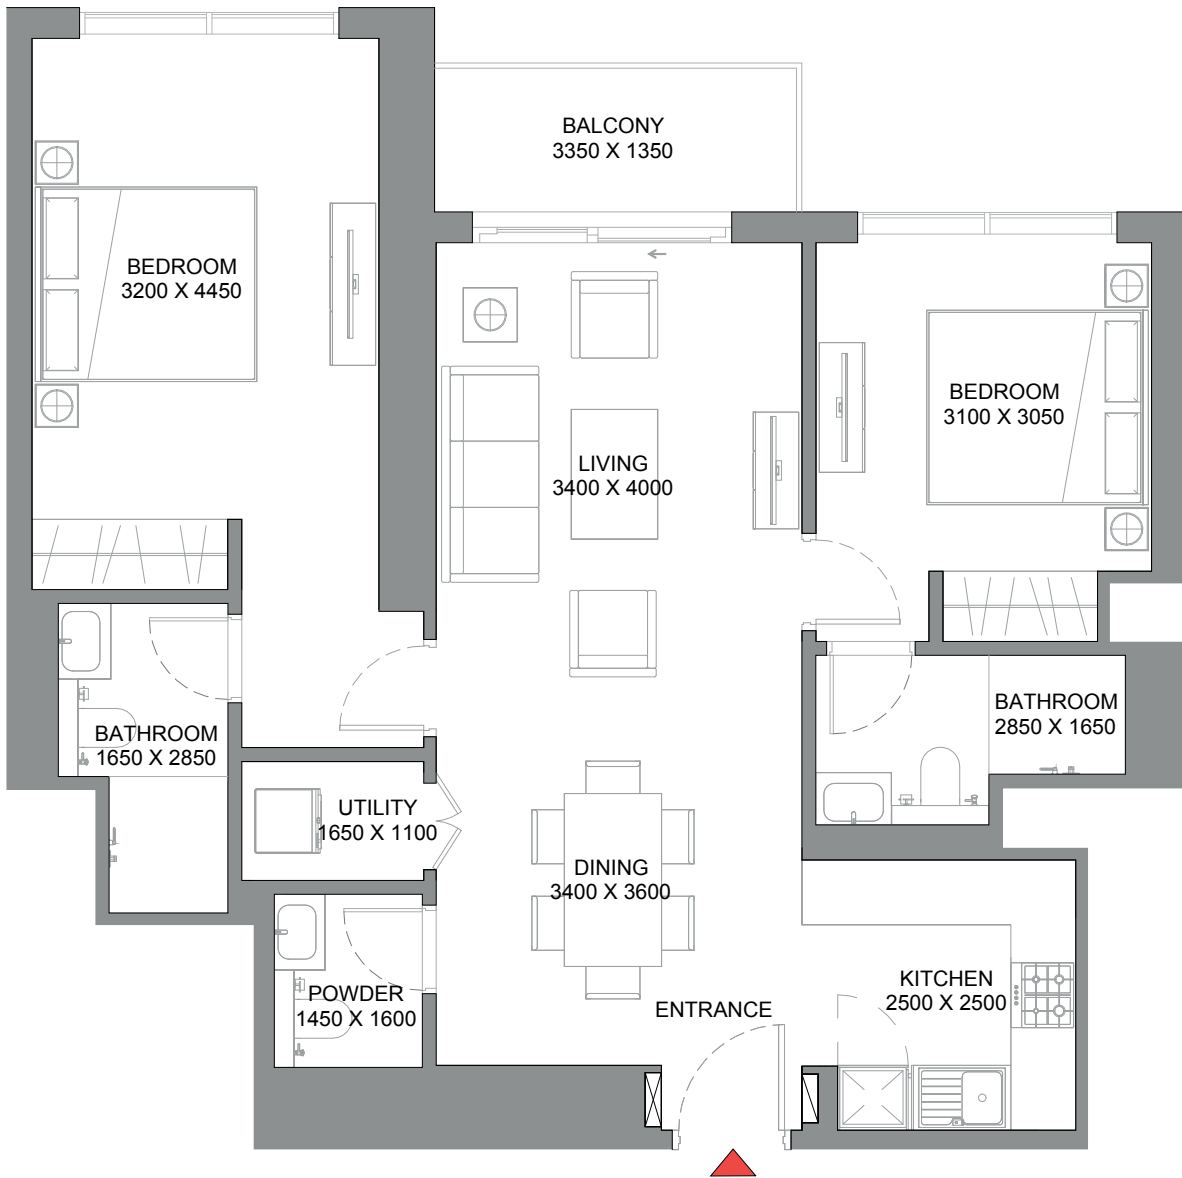 BALCONY
3350 X 1350
BEDROOM
3200 X 4450
BEDROOM
3100 X 3050
LIVING
3400 X 4000
BATHROOM
2850 X 1650
BATHROOM
1650 X 2850
UTILITY
1650 X 1100
DINING
3400 X 3600
KITCHEN
2500 X 2500
POWDER
1450 X 1600
ENTRANCE